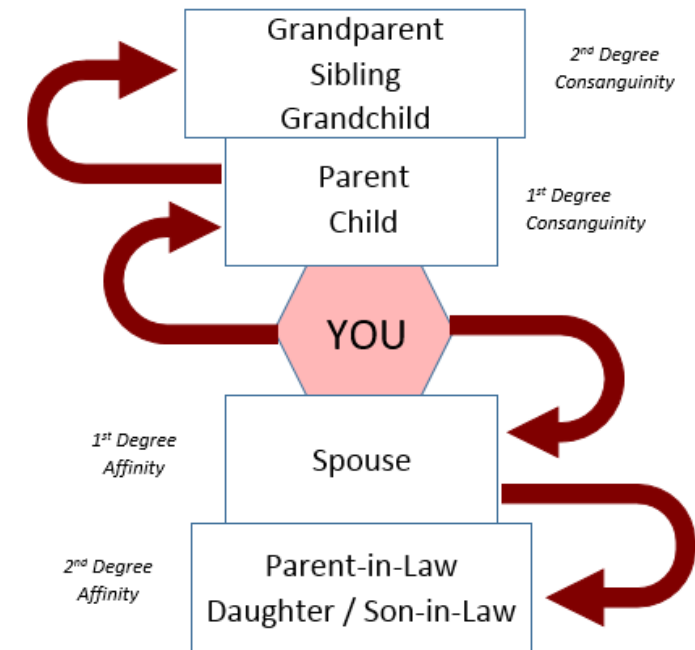 Grandparent
Sibling
Grandchild
2nd Degree
Consanguinity
Parent
Child
1st Degree
Consanguinity
YOU
1st Degree
Affinity
Spouse
2nd Degree
Affinity
Parent-in-Law
Daughter / Son-in-Law